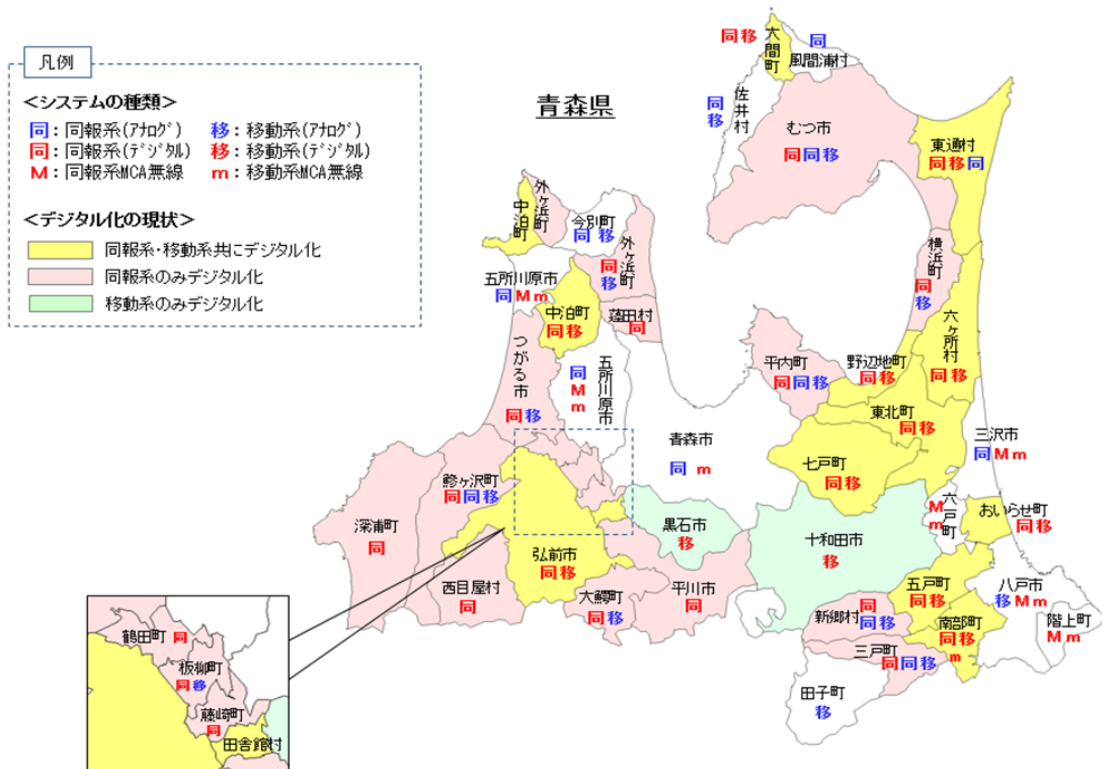 凡例
<システムの種類>
同：同報系(アナログ) 移：移動系(アナログ)
同：同報系(デジタル) 移：移動系(デジタル)
M：同報系MCA無線 m：移動系MCA無線
<デジタル化の現状>
同報系・移動系共にデジタル化
同報系のみデジタル化
移動系のみデジタル化
青森県
同移
大間町
同
風間浦村
佐井村
同
移
むつ市
同同移
東通村
同移同
中泊町
外ヶ浜町
今別町
同移
外ヶ浜町
同
移
五所川原市
同Mm
中泊町
同移
蓬田村
同
横浜町
同
移
六ヶ所村
同移
つがる市
同移
五所川原市
同
M
m
平内町
同同移
野辺地町
同移
東北町
同移
青森市
同 m
三沢市
同Mm
七戸町
同移
鰺ヶ沢町
同同移
深浦町
同
黒石市
移
十和田市
移
六戸町
M
m
おいらせ町
同移
弘前市
同移
西目屋村
同
大鰐町
同移
平川市
同
五戸町
同移
八戸市
移Mm
新郷村
同
同移
南部町
同移
m
階上町
Mm
三戸町
同同移
田子町
移
鶴田町
同
板柳町
同移
藤崎町
同
田舎館村